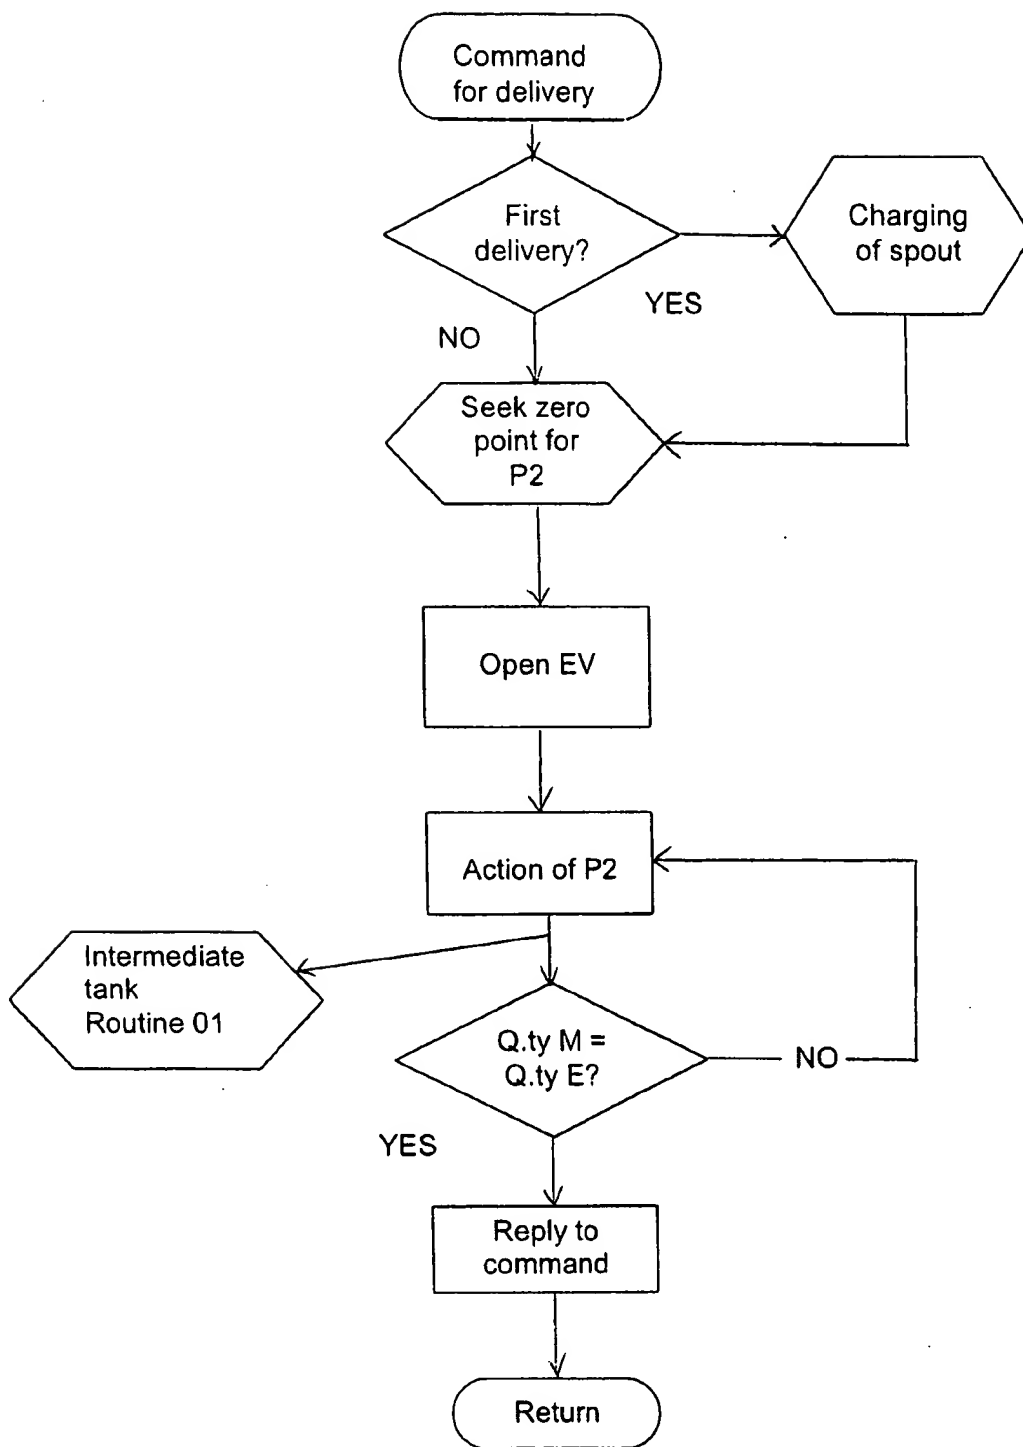 Command
for delivery
First
delivery?
Charging
of spout
YES
NO
Seek zero
point for
P2
Open EV
Action of P2
Intermediate
tank
Routine 01
Q.ty M =
Q.ty E?
NO
YES
Reply to
command
Return